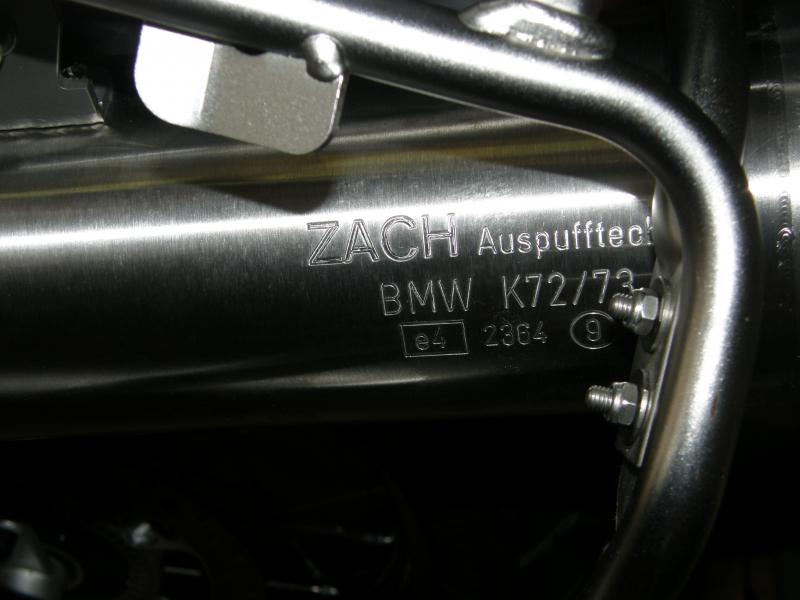 ZACH Auspufftec
BMW K72/73
e4 2364 9